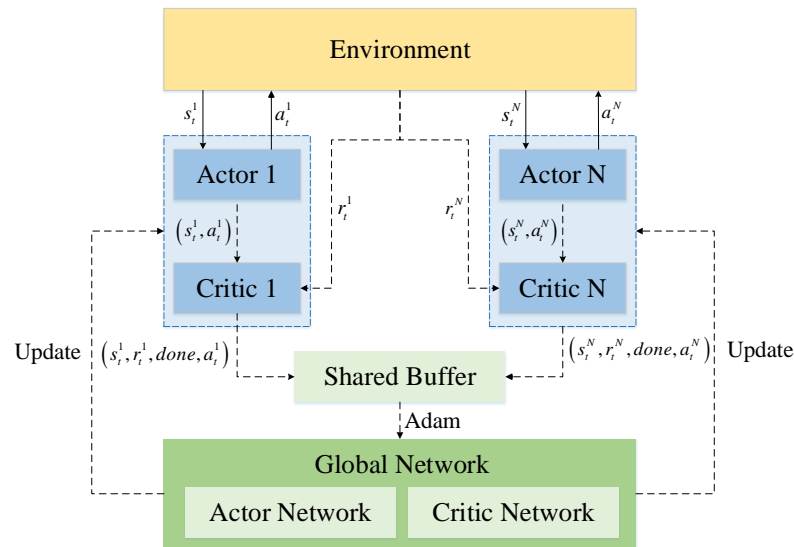 Environment
s_t^1
a_t^1
s_t^N
a_t^N
Actor 1
Actor N
r_t^1
r_t^N
(s_t^1, a_t^1)
(s_t^N, a_t^N)
Critic 1
Critic N
Update
(s_t^1, r_t^1, done, a_t^1)
(s_t^N, r_t^N, done, a_t^N)
Update
Shared Buffer
Adam
Global Network
Actor Network
Critic Network